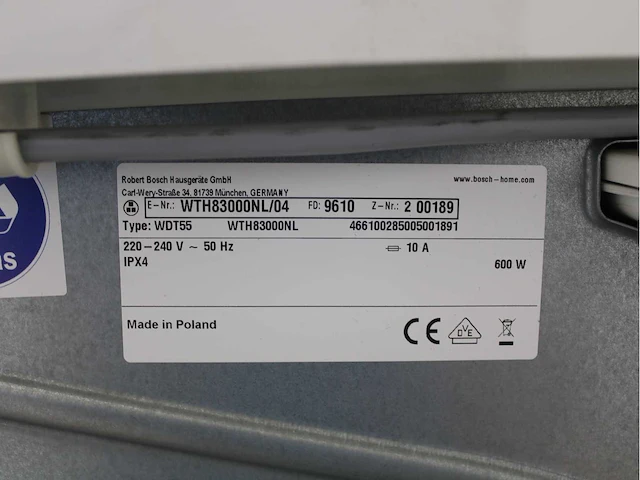 Robert Bosch Hausgeräte GmbH www.bosch-home.com
Carl-Wery-Straße 34, 81739 München, GERMANY
E-Nr.: WTH83000NL/04 FD: 9610 Z-Nr.: 2 00189
Type: WDT55 WTH83000NL 466100285005001891
220-240 V ~ 50 Hz 10 A
IPX4 600 W
Made in Poland CE DVE